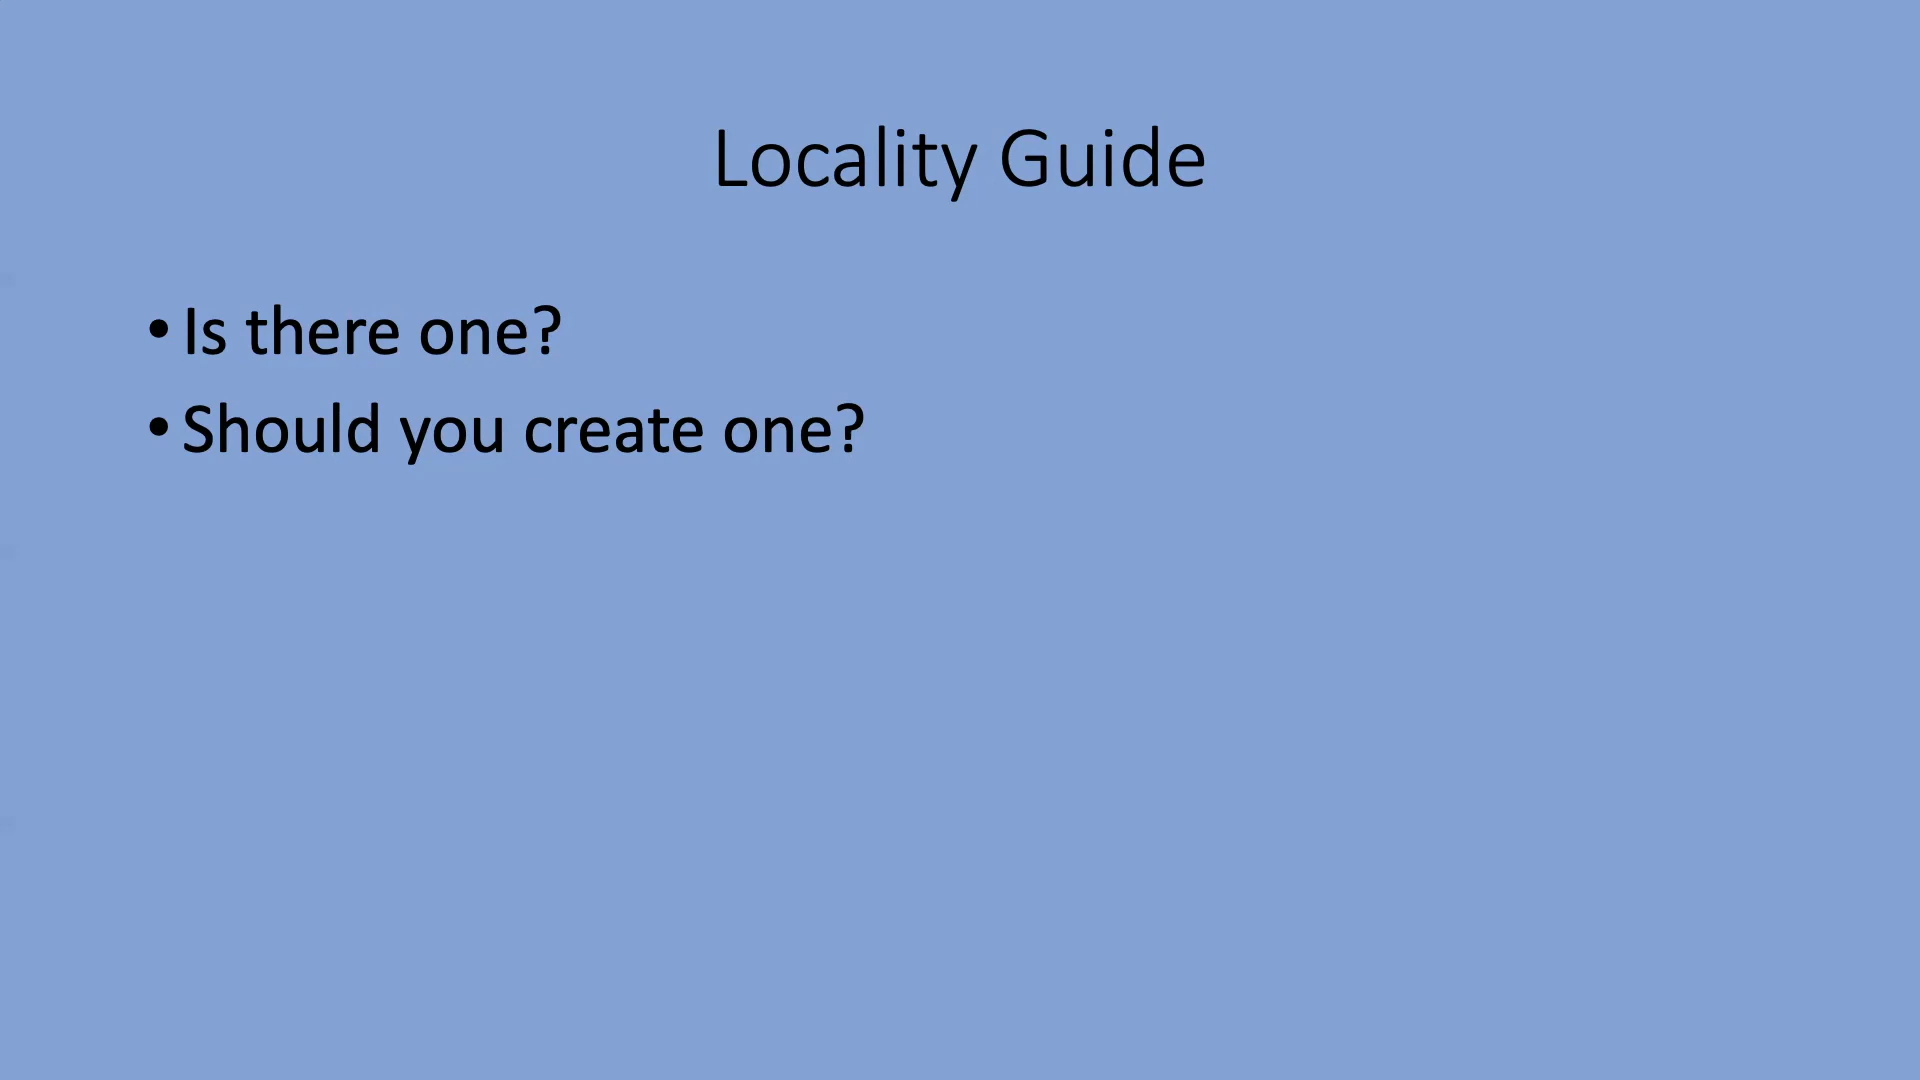 Locality Guide
• Is there one?
• Should you create one?